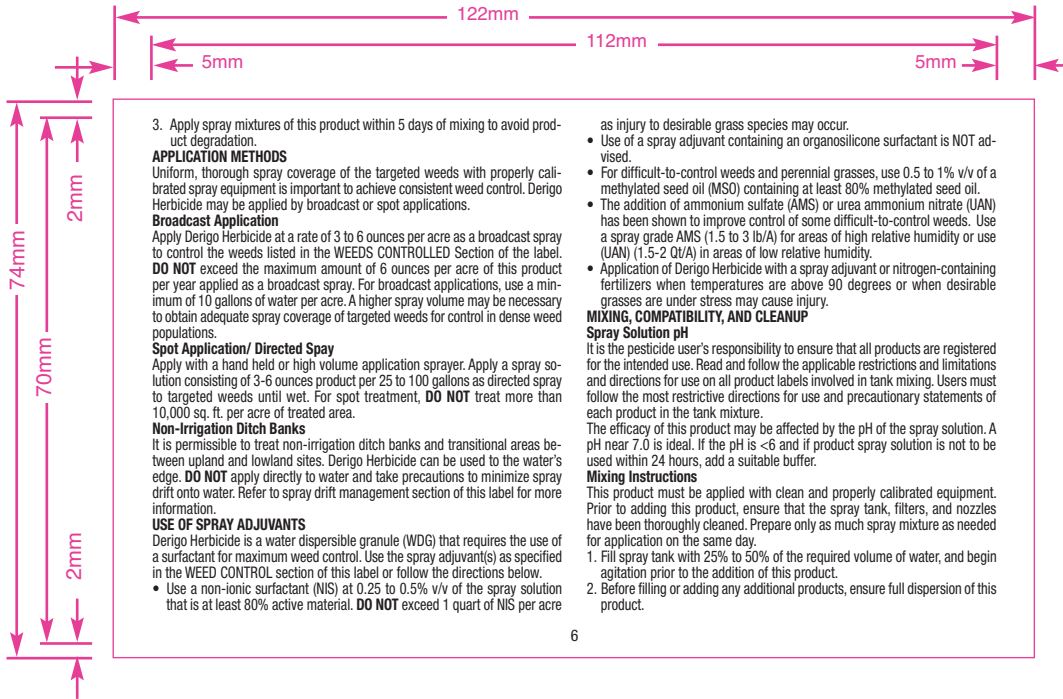 122mm
112mm
5mm
5mm
2mm
74mm
70mm
2mm
3. Apply spray mixtures of this product within 5 days of mixing to avoid prod-
uct degradation.
APPLICATION METHODS
Uniform, thorough spray coverage of the targeted weeds with properly cali-
brated spray equipment is important to achieve consistent weed control. Derigo
Herbicide may be applied by broadcast or spot applications.
Broadcast Application
Apply Derigo Herbicide at a rate of 3 to 6 ounces per acre as a broadcast spray
to control the weeds listed in the WEEDS CONTROLLED Section of the label.
DO NOT exceed the maximum amount of 6 ounces per acre of this product
per year applied as a broadcast spray. For broadcast applications, use a min-
imum of 10 gallons of water per acre. A higher spray volume may be necessary
to obtain adequate spray coverage of targeted weeds for control in dense weed
populations.
Spot Application/ Directed Spay
Apply with a hand held or high volume application sprayer. Apply a spray so-
lution consisting of 3-6 ounces product per 25 to 100 gallons as directed spray
to targeted weeds until wet. For spot treatment, DO NOT treat more than
10,000 sq. ft. per acre of treated area.
Non-Irrigation Ditch Banks
It is permissible to treat non-irrigation ditch banks and transitional areas be-
tween upland and lowland sites. Derigo Herbicide can be used to the water's
edge. DO NOT apply directly to water and take precautions to minimize spray
drift onto water. Refer to spray drift management section of this label for more
information.
USE OF SPRAY ADJUVANTS
Derigo Herbicide is a water dispersible granule (WDG) that requires the use of
a surfactant for maximum weed control. Use the spray adjuvant(s) as specified
in the WEED CONTROL section of this label or follow the directions below.
• Use a non-ionic surfactant (NIS) at 0.25 to 0.5% v/v of the spray solution
that is at least 80% active material. DO NOT exceed 1 quart of NIS per acre
as injury to desirable grass species may occur.
• Use of a spray adjuvant containing an organosilicone surfactant is NOT ad-
vised.
• For difficult-to-control weeds and perennial grasses, use 0.5 to 1% v/v of a
methylated seed oil (MSO) containing at least 80% methylated seed oil.
• The addition of ammonium sulfate (AMS) or urea ammonium nitrate (UAN)
has been shown to improve control of some difficult-to-control weeds. Use
a spray grade AMS (1.5 to 3 lb/A) for areas of high relative humidity or use
(UAN) (1.5-2 Qt/A) in areas of low relative humidity.
• Application of Derigo Herbicide with a spray adjuvant or nitrogen-containing
fertilizers when temperatures are above 90 degrees or when desirable
grasses are under stress may cause injury.
MIXING, COMPATIBILITY, AND CLEANUP
Spray Solution pH
It is the pesticide user's responsibility to ensure that all products are registered
for the intended use. Read and follow the applicable restrictions and limitations
and directions for use on all product labels involved in tank mixing. Users must
follow the most restrictive directions for use and precautionary statements of
each product in the tank mixture.
The efficacy of this product may be affected by the pH of the spray solution. A
pH near 7.0 is ideal. If the pH is <6 and if product spray solution is not to be
used within 24 hours, add a suitable buffer.
Mixing Instructions
This product must be applied with clean and properly calibrated equipment.
Prior to adding this product, ensure that the spray tank, filters, and nozzles
have been thoroughly cleaned. Prepare only as much spray mixture as needed
for application on the same day.
1. Fill spray tank with 25% to 50% of the required volume of water, and begin
agitation prior to the addition of this product.
2. Before filling or adding any additional products, ensure full dispersion of this
product.
6